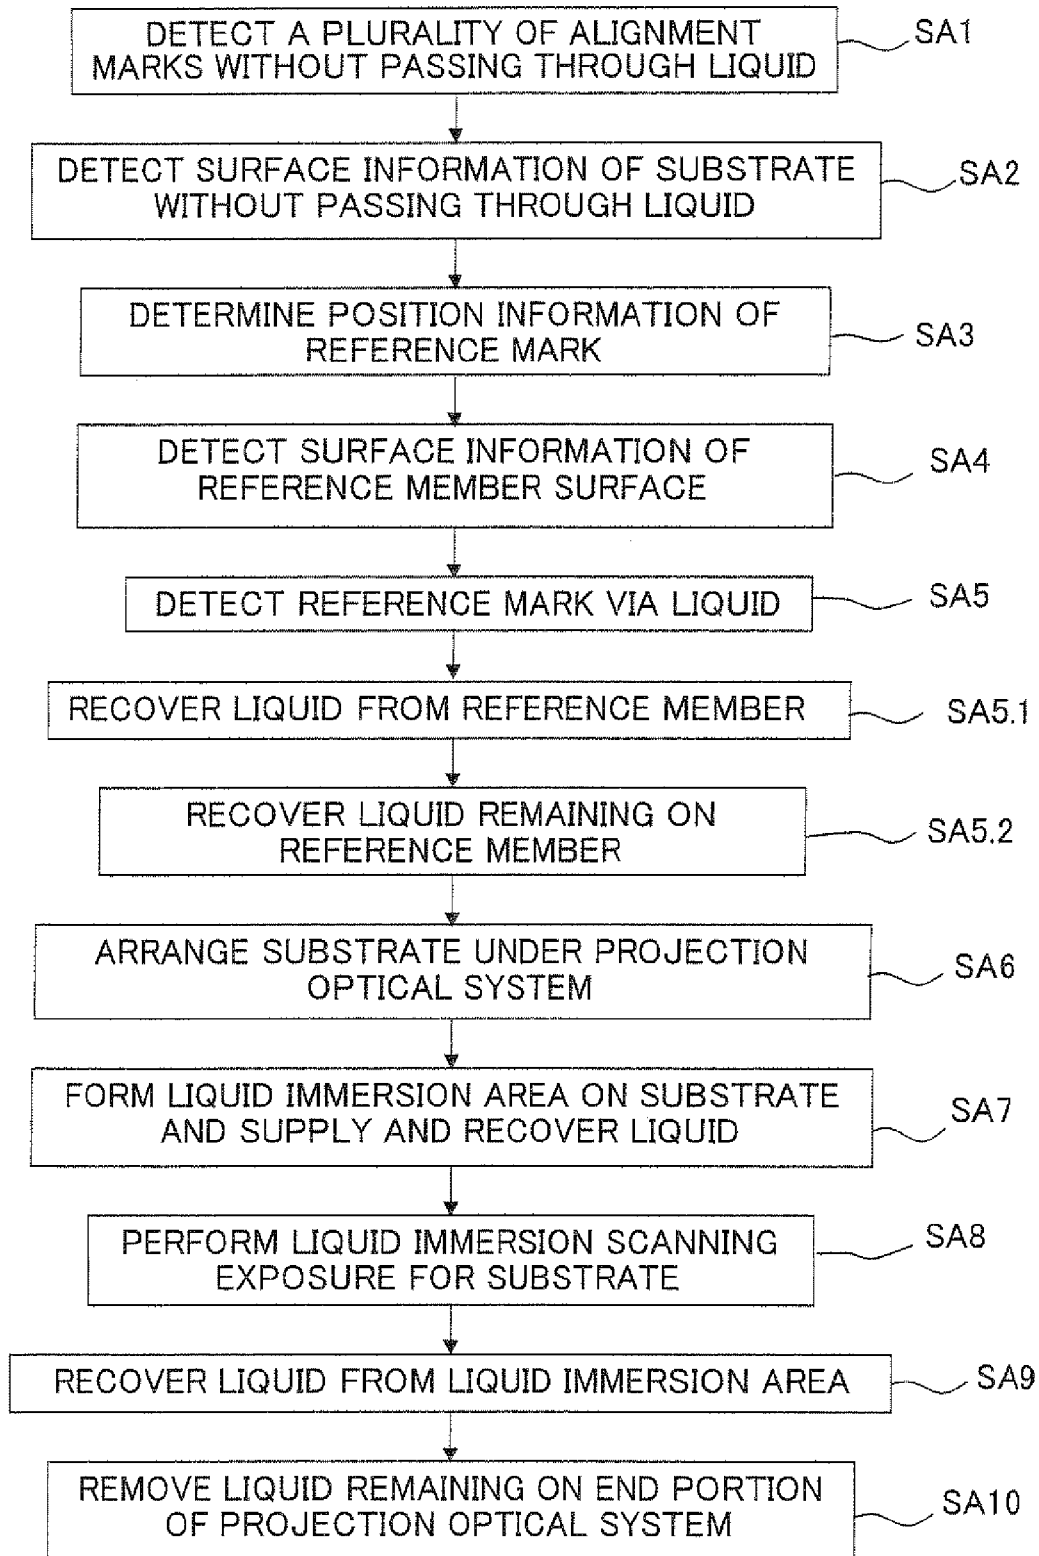 DETECT A PLURALITY OF ALIGNMENT
MARKS WITHOUT PASSING THROUGH LIQUID
SA1
DETECT SURFACE INFORMATION OF SUBSTRATE
WITHOUT PASSING THROUGH LIQUID
SA2
DETERMINE POSITION INFORMATION OF
REFERENCE MARK
SA3
DETECT SURFACE INFORMATION OF
REFERENCE MEMBER SURFACE
SA4
DETECT REFERENCE MARK VIA LIQUID
SA5
RECOVER LIQUID FROM REFERENCE MEMBER
SA5.1
RECOVER LIQUID REMAINING ON
REFERENCE MEMBER
SA5.2
ARRANGE SUBSTRATE UNDER PROJECTION
OPTICAL SYSTEM
SA6
FORM LIQUID IMMERSION AREA ON SUBSTRATE
AND SUPPLY AND RECOVER LIQUID
SA7
PERFORM LIQUID IMMERSION SCANNING
EXPOSURE FOR SUBSTRATE
SA8
RECOVER LIQUID FROM LIQUID IMMERSION AREA
SA9
REMOVE LIQUID REMAINING ON END PORTION
OF PROJECTION OPTICAL SYSTEM
SA10